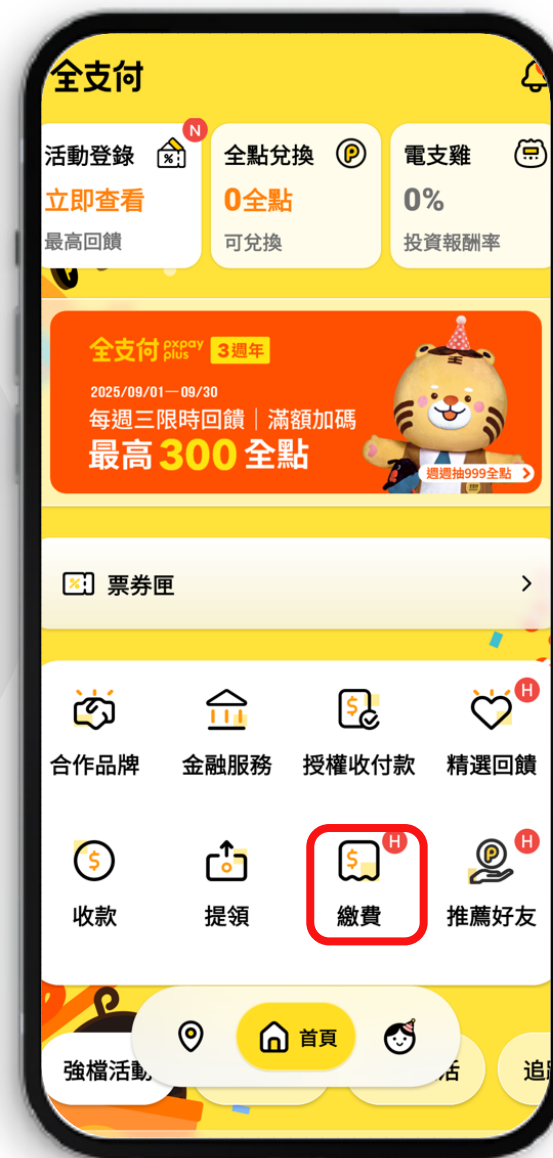 全支付
活動登錄
N
全點兌換
電支雞
立即查看
0全點
0%
最高回饋
可兌換
投資報酬率
全支付 pxpay plus 3週年
2025/09/01—09/30
每週三限時回饋｜滿額加碼
最高300全點
週週抽999全點
票券匣
H
合作品牌
金融服務
授權收付款
精選回饋
H
H
收款
提領
繳費
推薦好友
首頁
強檔活動
活
追